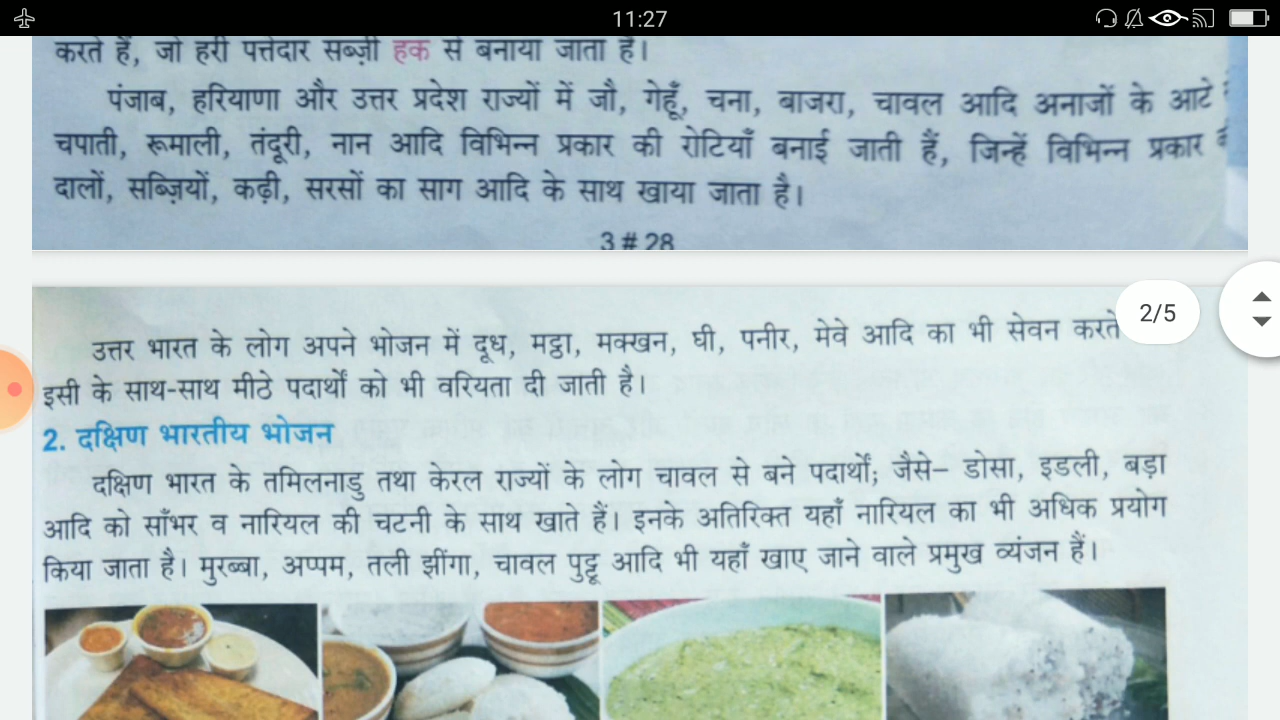 11:27
करते हैं, जो हरी पत्तेदार सब्ज़ी हक से बनाया जाता है।
पंजाब, हरियाणा और उत्तर प्रदेश राज्यों में जौ, गेहूँ, चना, बाजरा, चावल आदि अनाजों के आटे
चपाती, रूमाली, तंदूरी, नान आदि विभिन्न प्रकार की रोटियाँ बनाई जाती हैं, जिन्हें विभिन्न प्रकार
दालों, सब्ज़ियों, कढ़ी, सरसों का साग आदि के साथ खाया जाता है।
3 # 28
2/5
उत्तर भारत के लोग अपने भोजन में दूध, मट्ठा, मक्खन, घी, पनीर, मेवे आदि का भी सेवन करते
इसी के साथ-साथ मीठे पदार्थों को भी वरियता दी जाती है।
2. दक्षिण भारतीय भोजन
दक्षिण भारत के तमिलनाडु तथा केरल राज्यों के लोग चावल से बने पदार्थों; जैसे– डोसा, इडली, बड़ा
आदि को साँभर व नारियल की चटनी के साथ खाते हैं। इनके अतिरिक्त यहाँ नारियल का भी अधिक प्रयोग
किया जाता है। मुरब्बा, अप्पम, तली झींगा, चावल पुट्टू आदि भी यहाँ खाए जाने वाले प्रमुख व्यंजन हैं।